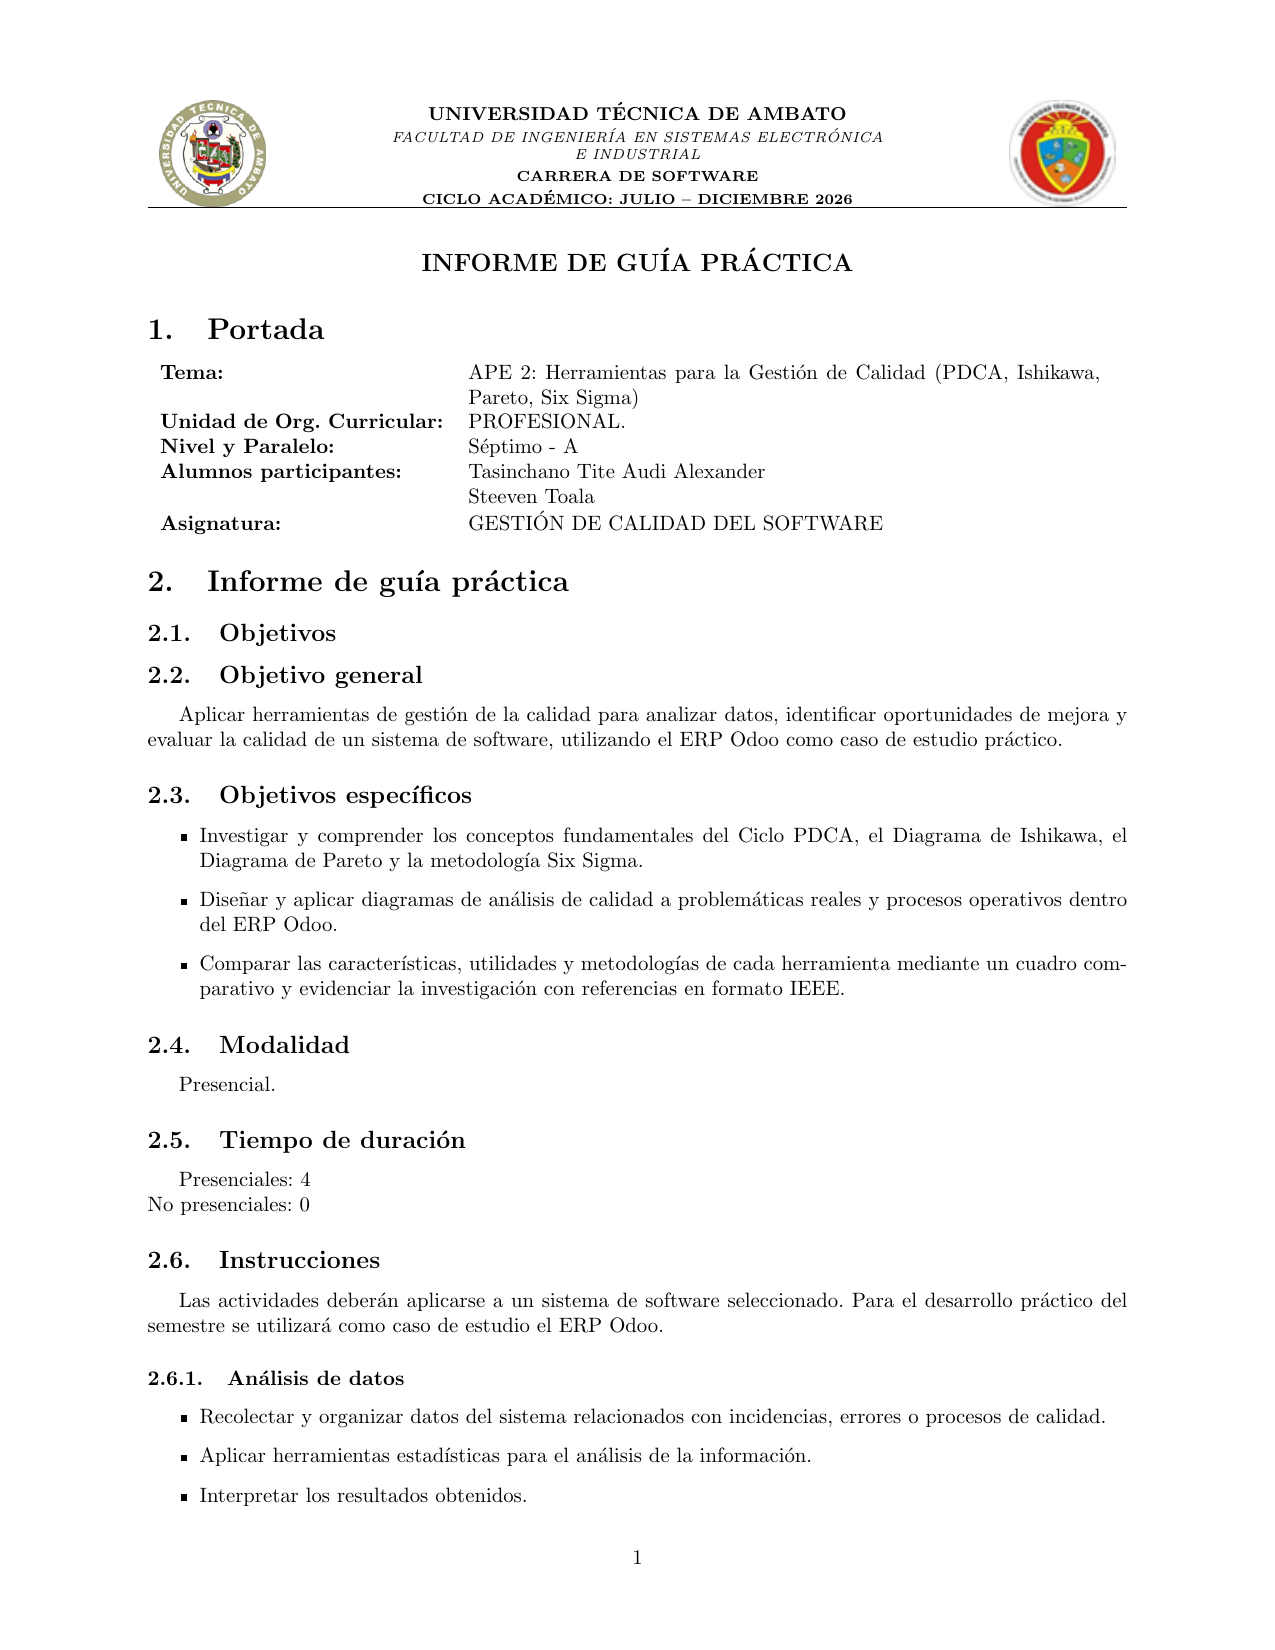 UNIVERSIDAD TÉCNICA DE AMBATO
FACULTAD DE INGENIERÍA EN SISTEMAS ELECTRÓNICA
E INDUSTRIAL
CARRERA DE SOFTWARE
CICLO ACADÉMICO: JULIO – DICIEMBRE 2026
UNIVERSIDAD TECNICA DE AMBATO
INFORME DE GUÍA PRÁCTICA
1. Portada
Tema: APE 2: Herramientas para la Gestión de Calidad (PDCA, Ishikawa,
Pareto, Six Sigma)
Unidad de Org. Curricular: PROFESIONAL.
Nivel y Paralelo: Séptimo - A
Alumnos participantes: Tasinchano Tite Audi Alexander
Steeven Toala
Asignatura: GESTIÓN DE CALIDAD DEL SOFTWARE
2. Informe de guía práctica
2.1. Objetivos
2.2. Objetivo general
Aplicar herramientas de gestión de la calidad para analizar datos, identificar oportunidades de mejora y
evaluar la calidad de un sistema de software, utilizando el ERP Odoo como caso de estudio práctico.
2.3. Objetivos específicos
▪ Investigar y comprender los conceptos fundamentales del Ciclo PDCA, el Diagrama de Ishikawa, el
Diagrama de Pareto y la metodología Six Sigma.
▪ Diseñar y aplicar diagramas de análisis de calidad a problemáticas reales y procesos operativos dentro
del ERP Odoo.
▪ Comparar las características, utilidades y metodologías de cada herramienta mediante un cuadro com-
parativo y evidenciar la investigación con referencias en formato IEEE.
2.4. Modalidad
Presencial.
2.5. Tiempo de duración
Presenciales: 4
No presenciales: 0
2.6. Instrucciones
Las actividades deberán aplicarse a un sistema de software seleccionado. Para el desarrollo práctico del
semestre se utilizará como caso de estudio el ERP Odoo.
2.6.1. Análisis de datos
▪ Recolectar y organizar datos del sistema relacionados con incidencias, errores o procesos de calidad.
▪ Aplicar herramientas estadísticas para el análisis de la información.
▪ Interpretar los resultados obtenidos.
1